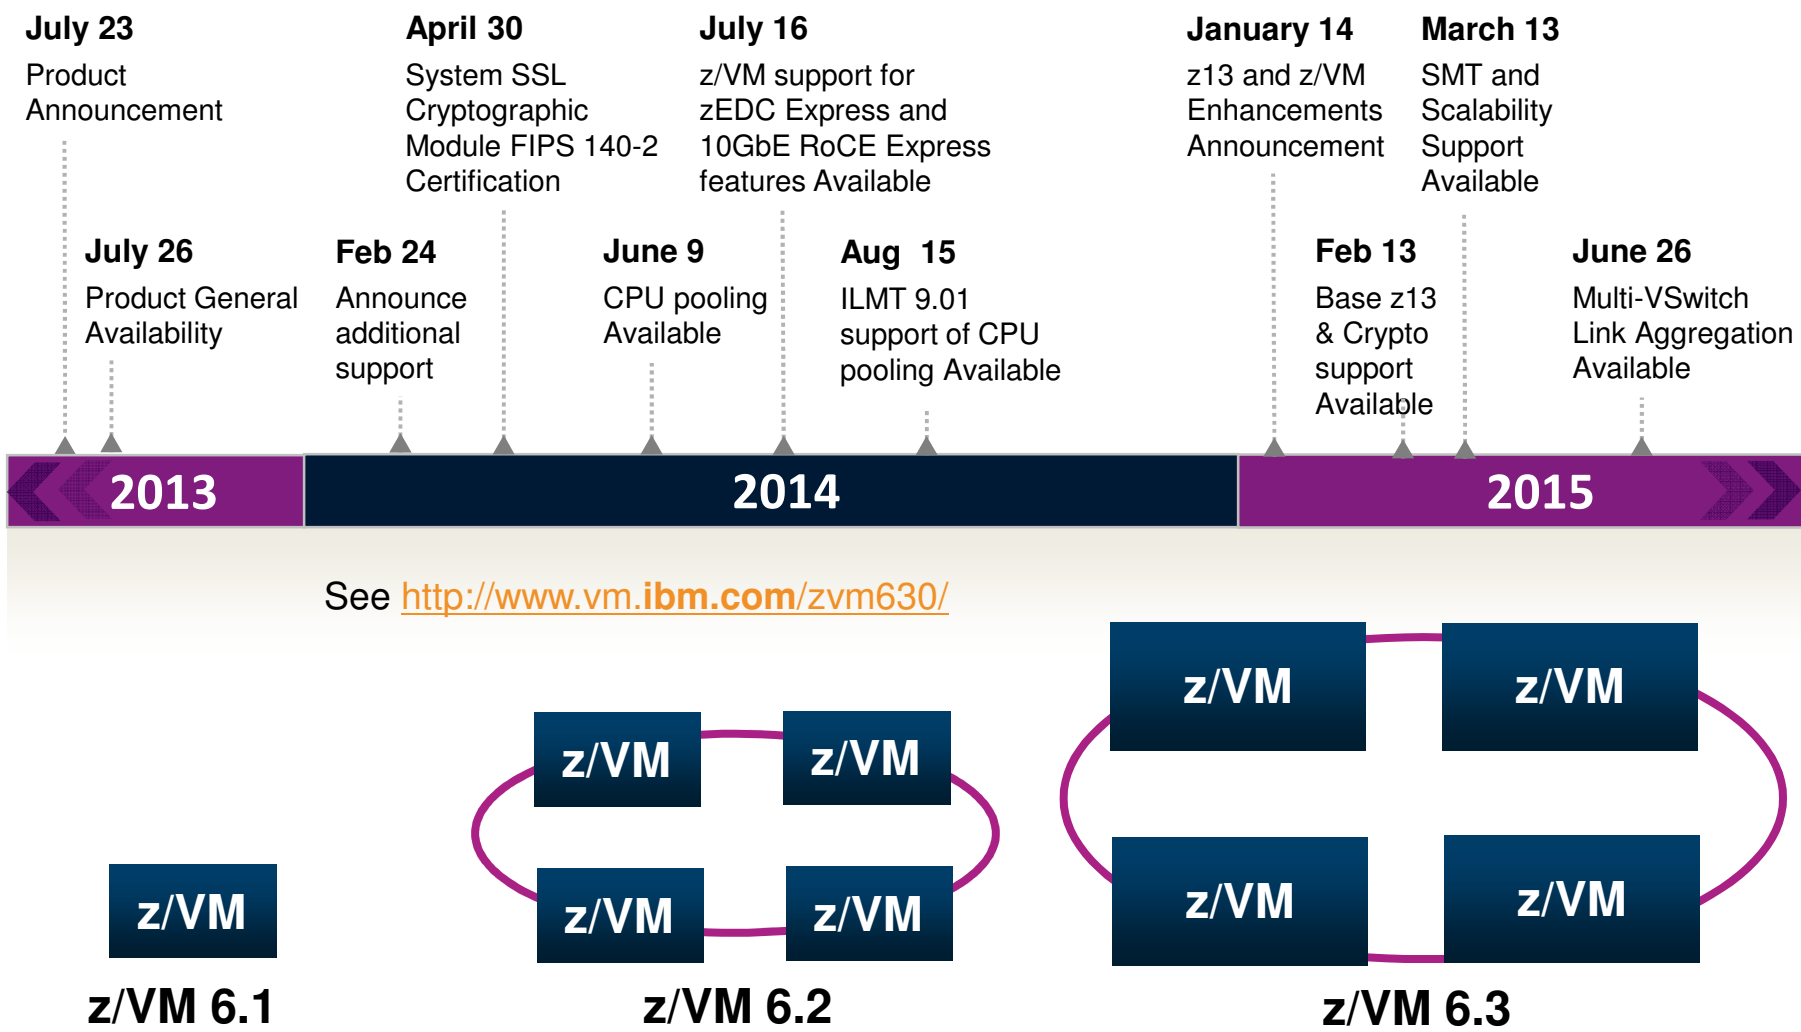 July 23
Product
Announcement
April 30
System SSL
Cryptographic
Module FIPS 140-2
Certification
July 16
z/VM support for
zEDC Express and
10GbE RoCE Express
features Available
January 14
z13 and z/VM
Enhancements
Announcement
March 13
SMT and
Scalability
Support
Available
July 26
Product General
Availability
Feb 24
Announce
additional
support
June 9
CPU pooling
Available
Aug  15
ILMT 9.01
support of CPU
pooling Available
Feb 13
Base z13
& Crypto
support
Available
June 26
Multi-VSwitch
Link Aggregation
Available
2013
2014
2015
See http://www.vm.ibm.com/zvm630/
z/VM
z/VM 6.1
z/VM
z/VM
z/VM
z/VM
z/VM 6.2
z/VM
z/VM
z/VM
z/VM
z/VM 6.3